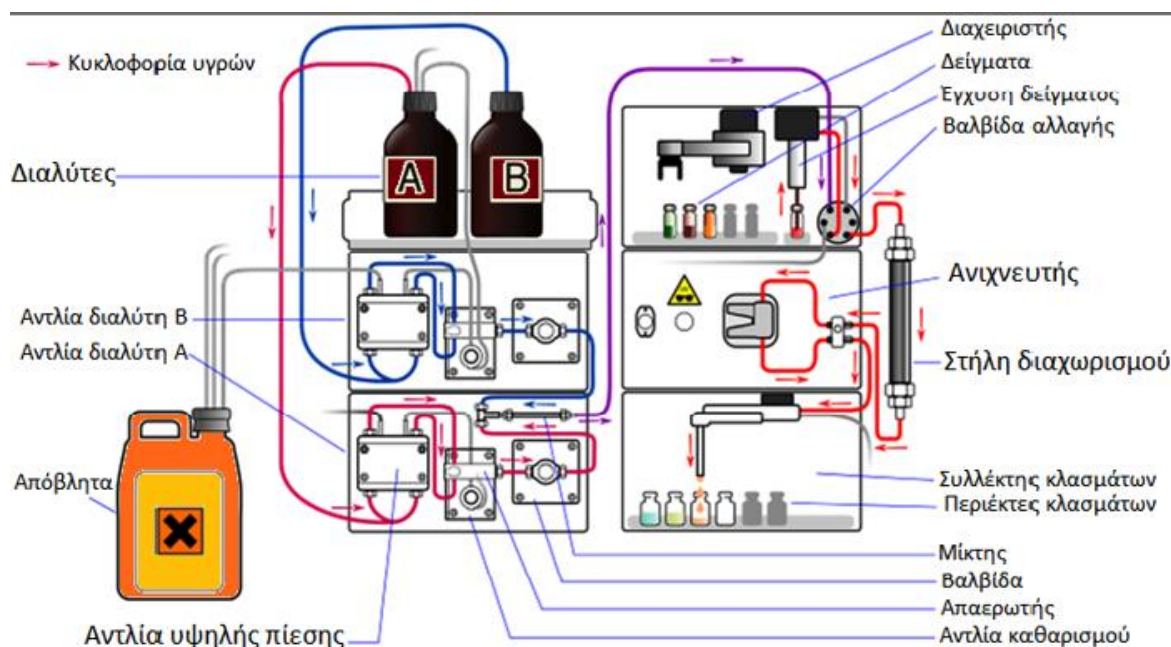 Κυκλοφορία υγρών
Διαλύτες
A
B
Αντλία διαλύτη Β
Αντλία διαλύτη Α
Απόβλητα
Αντλία υψηλής πίεσης
Διαχειριστής
Δείγματα
Έγχυση δείγματος
Βαλβίδα αλλαγής
Ανιχνευτής
Στήλη διαχωρισμού
Συλλέκτης κλασμάτων
Περιέκτες κλασμάτων
Μίκτης
Βαλβίδα
Απαερωτής
Αντλία καθαρισμού